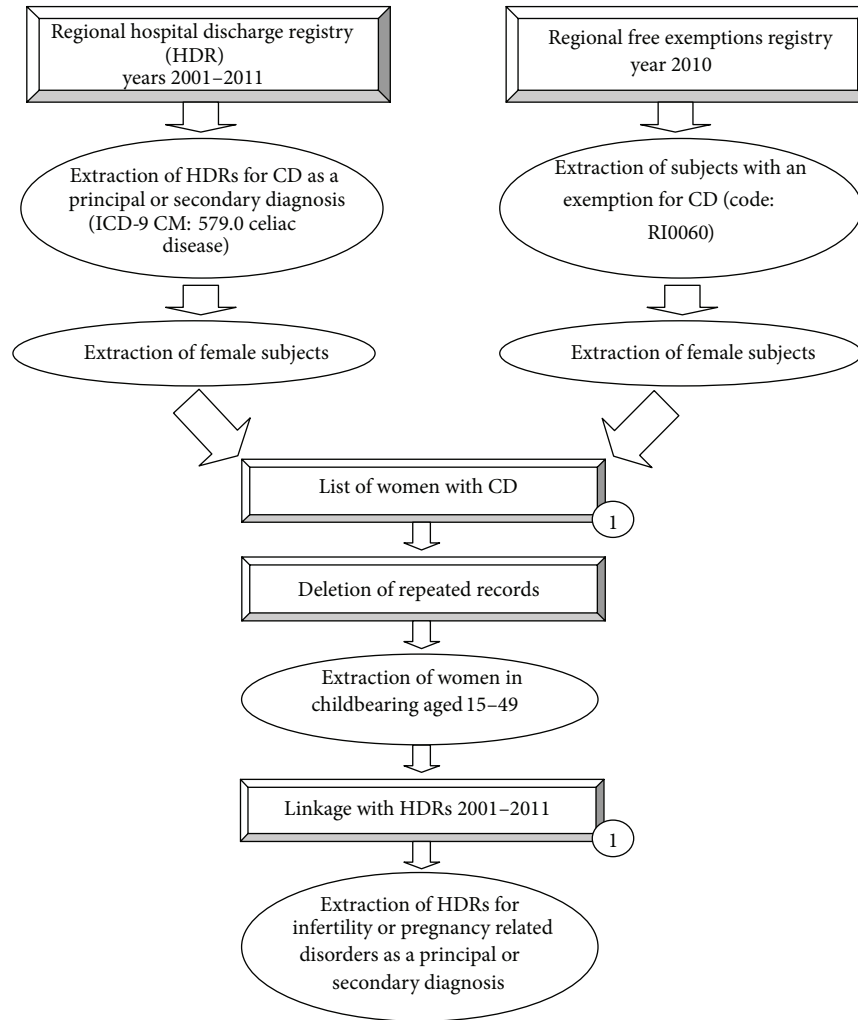 Regional hospital discharge registry
(HDR)
years 2001–2011
Regional free exemptions registry
year 2010
Extraction of HDRs for CD as a
principal or secondary diagnosis
(ICD-9 CM: 579.0 celiac
disease)
Extraction of subjects with an
exemption for CD (code:
RI0060)
Extraction of female subjects
Extraction of female subjects
List of women with CD
1
Deletion of repeated records
Extraction of women in
childbearing aged 15–49
Linkage with HDRs 2001–2011
1
Extraction of HDRs for
infertility or pregnancy related
disorders as a principal or
secondary diagnosis